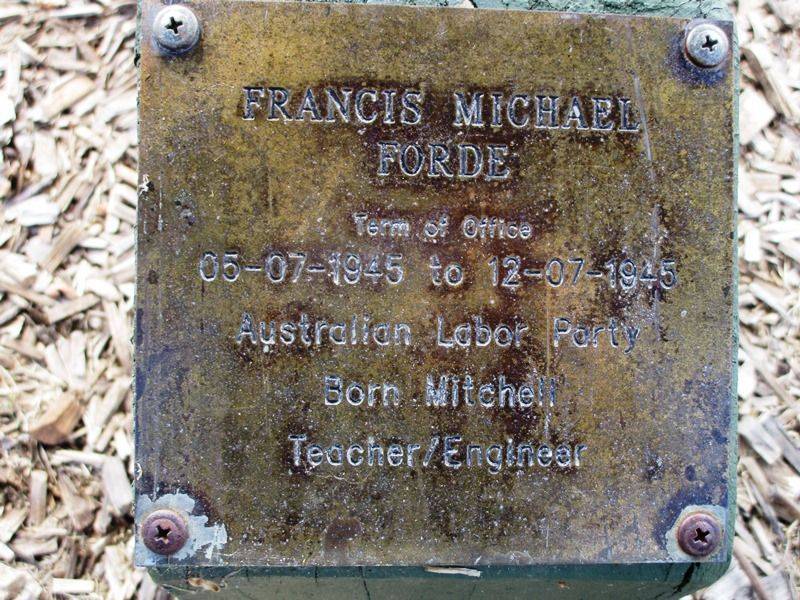 FRANCIS MICHAEL
FORDE
Term of Office
05-07-1945 to 12-07-1945
Australian Labor Party
Born Mitchell
Teacher/Engineer